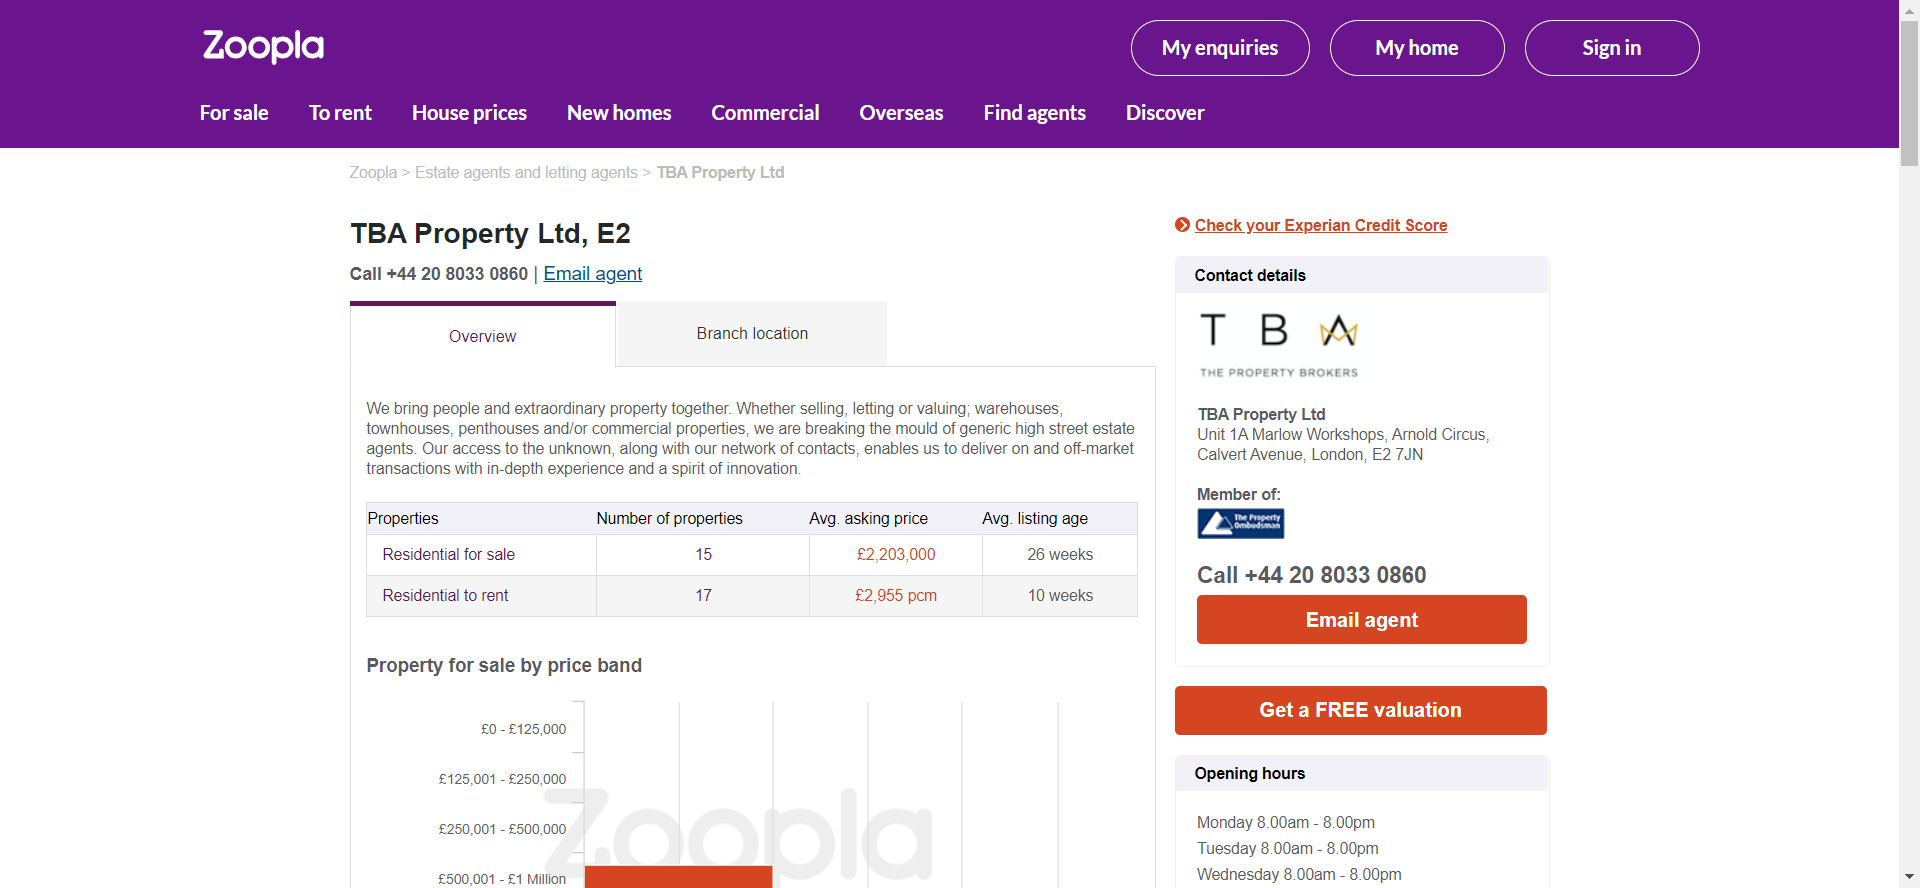 Zoopla
My enquiries
My home
Sign in
For sale
To rent
House prices
New homes
Commercial
Overseas
Find agents
Discover
Zoopla > Estate agents and letting agents > TBA Property Ltd
TBA Property Ltd, E2
Call +44 20 8033 0860 | Email agent
Overview
Branch location
We bring people and extraordinary property together. Whether selling, letting or valuing; warehouses,
townhouses, penthouses and/or commercial properties, we are breaking the mould of generic high street estate
agents. Our access to the unknown, along with our network of contacts, enables us to deliver on and off-market
transactions with in-depth experience and a spirit of innovation.
Properties Number of properties Avg. asking price Avg. listing age
Residential for sale 15 £2,203,000 26 weeks
Residential to rent 17 £2,955 pcm 10 weeks
Property for sale by price band
£0 - £125,000
£125,001 - £250,000
£250,001 - £500,000
£500,001 - £1 Million
Zoopla
Check your Experian Credit Score
Contact details
T B A
THE PROPERTY BROKERS
TBA Property Ltd
Unit 1A Marlow Workshops, Arnold Circus,
Calvert Avenue, London, E2 7JN
Member of:
The Property
Ombudsman
Call +44 20 8033 0860
Email agent
Get a FREE valuation
Opening hours
Monday 8.00am - 8.00pm
Tuesday 8.00am - 8.00pm
Wednesday 8.00am - 8.00pm